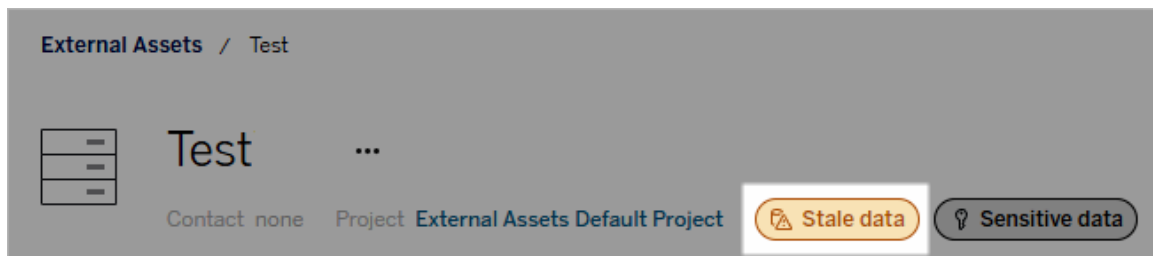 External Assets / Test
Test ...
Contact none Project External Assets Default Project Stale data Sensitive data